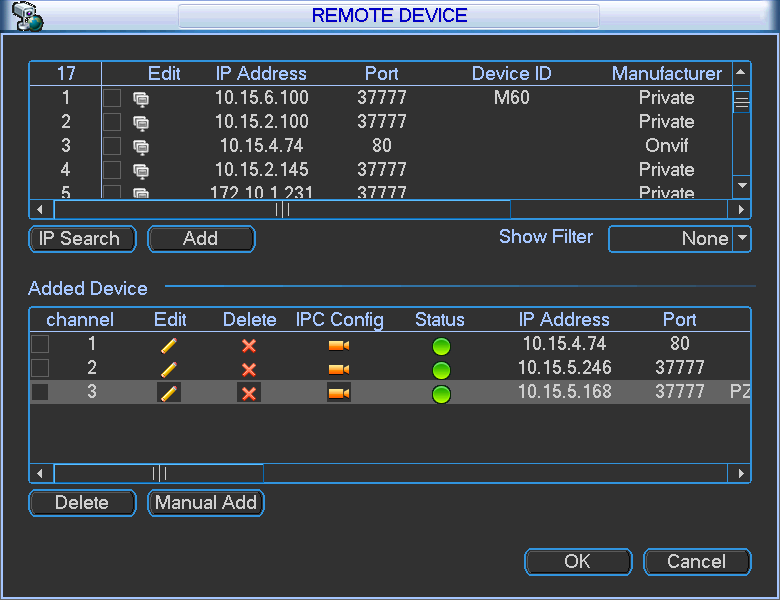 REMOTE DEVICE
17 Edit IP Address Port Device ID Manufacturer
1 10.15.6.100 37777 M60 Private
2 10.15.2.100 37777 Private
3 10.15.4.74 80 Onvif
4 10.15.2.145 37777 Private
5 172.10.1.231 37777 Private
IP Search Add Show Filter None
Added Device
channel Edit Delete IPC Config Status IP Address Port
1 10.15.4.74 80
2 10.15.5.246 37777
3 10.15.5.168 37777 PZ
Delete Manual Add
OK Cancel